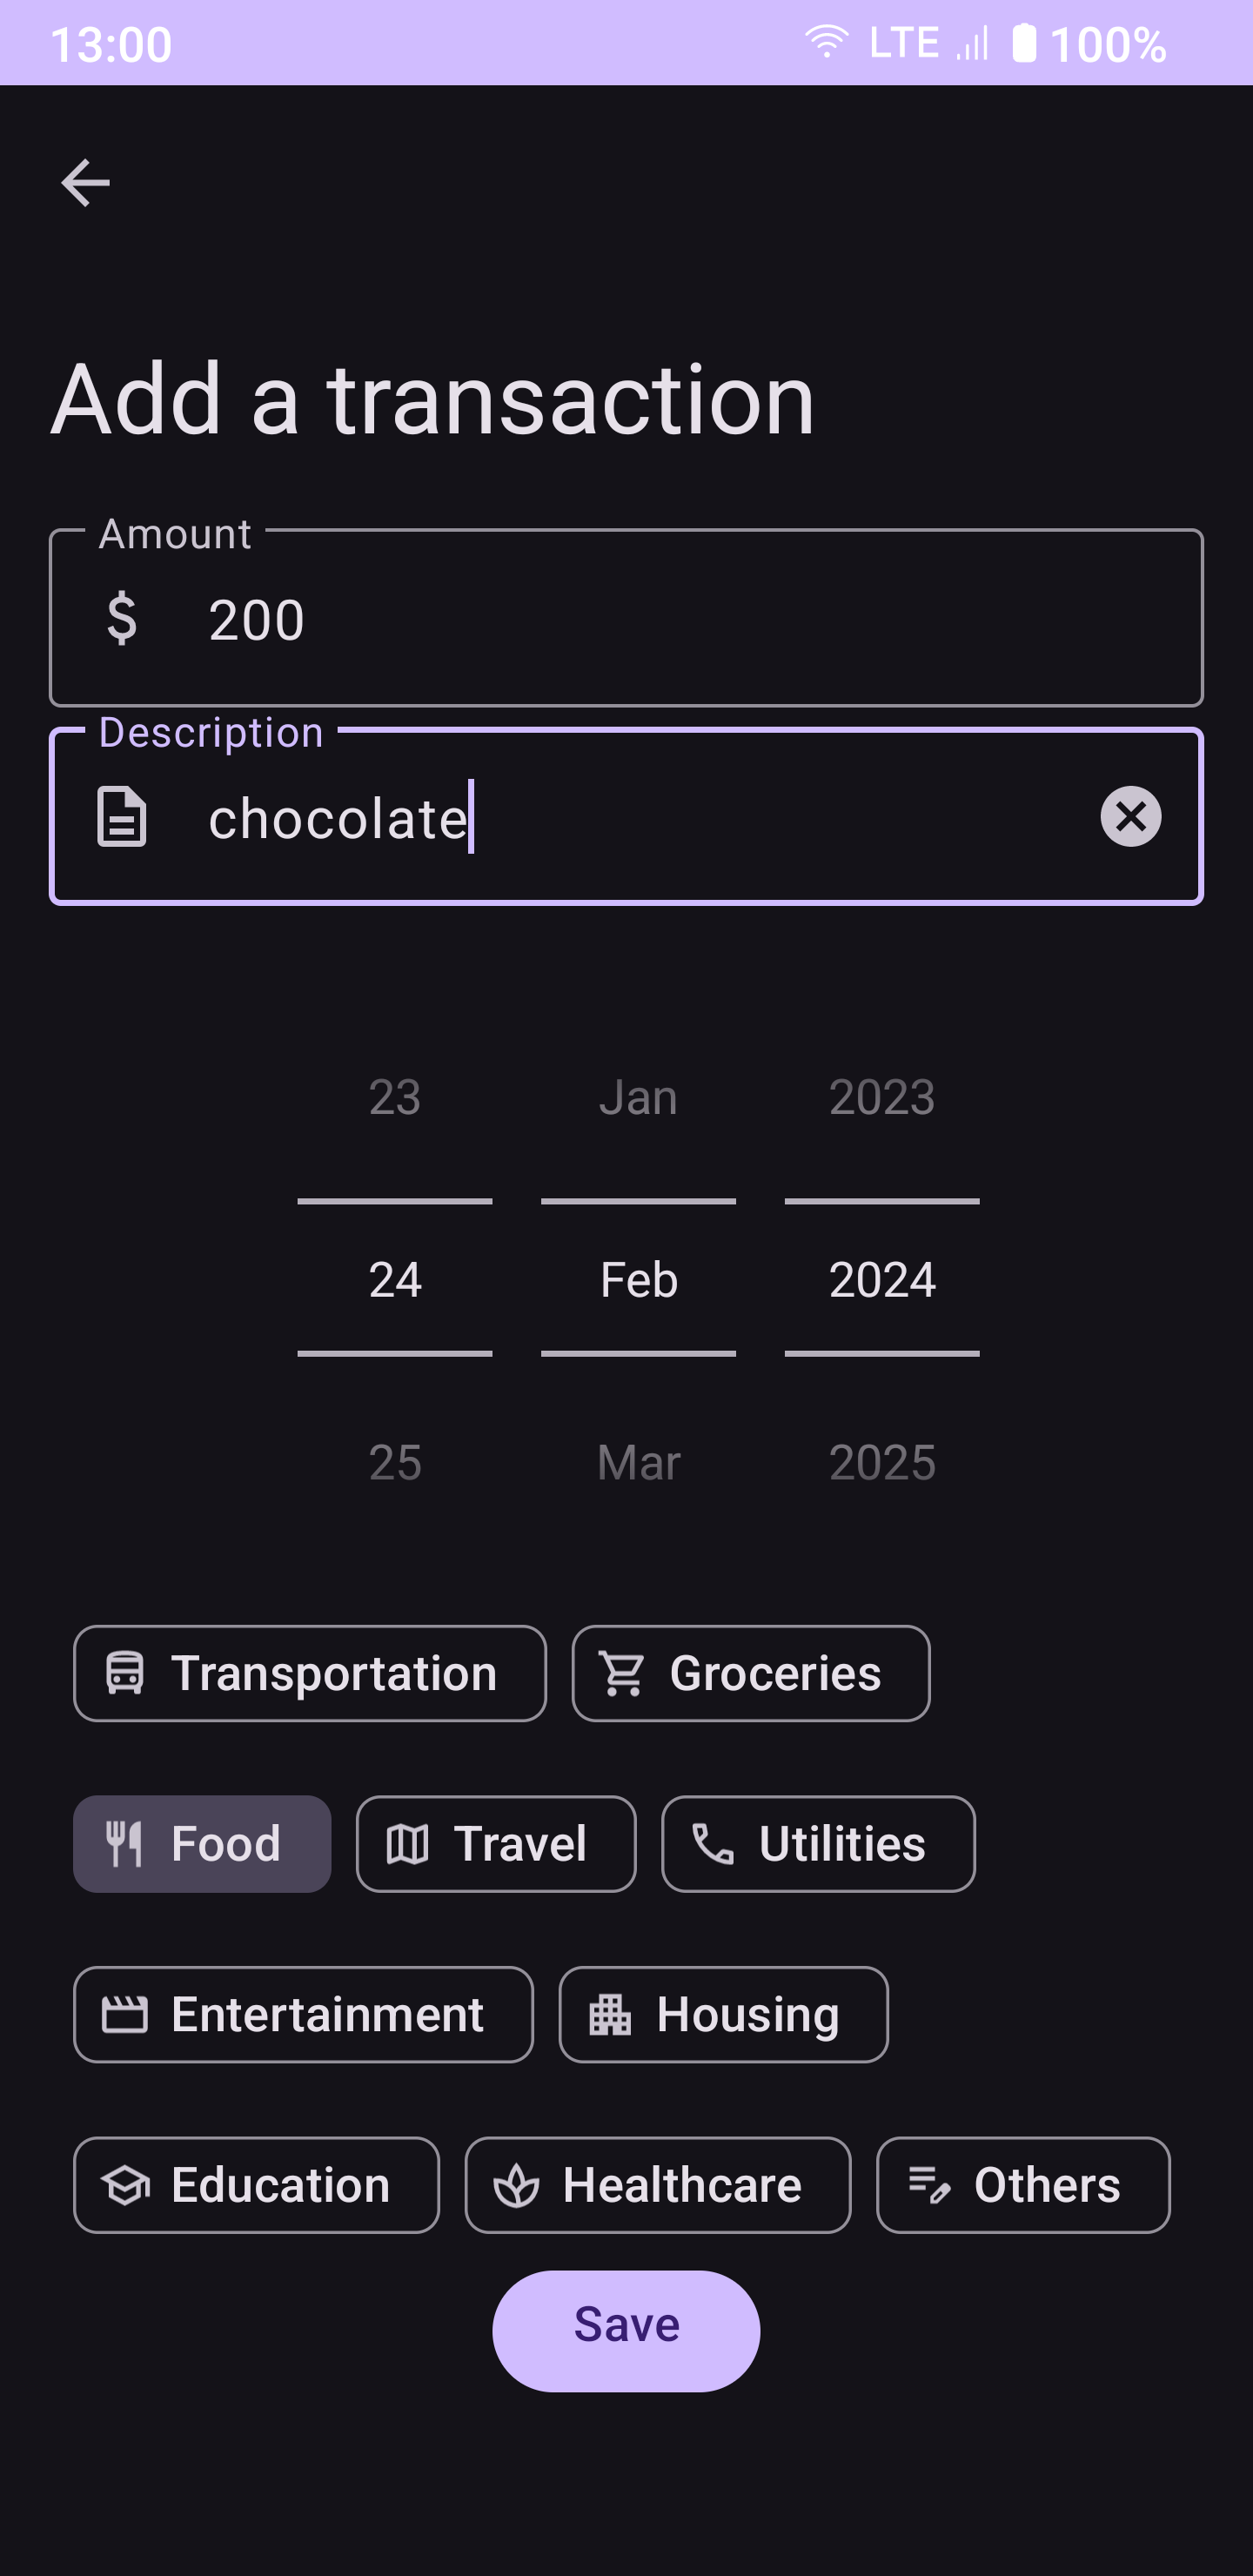 13:00 LTE 100%
Add a transaction
Amount
$ 200
Description
chocolate
23 Jan 2023
24 Feb 2024
25 Mar 2025
Transportation Groceries
Food Travel Utilities
Entertainment Housing
Education Healthcare Others
Save